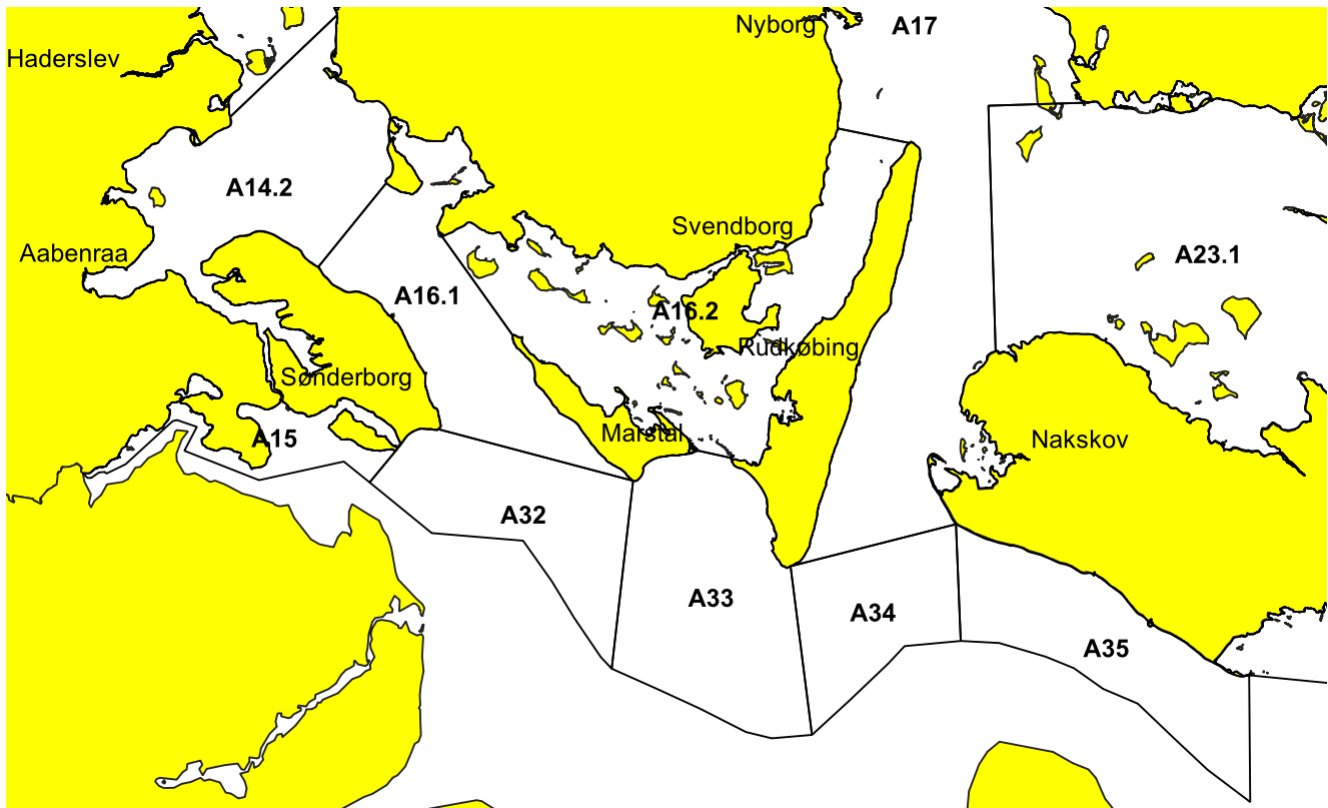 Nyborg
A17
Haderslev
A14.2
Svendborg
Aabenraa
A23.1
A16.1
A16.2
Rudkøbing
Sønderborg
Marstal
A15
Nakskov
A32
A33
A34
A35